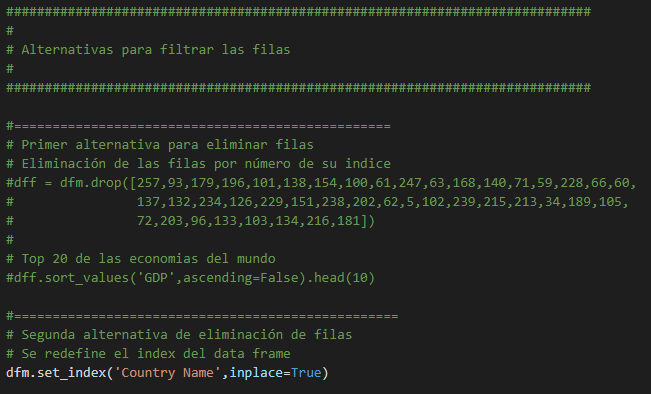 ############################################################################
#
# Alternativas para filtrar las filas
#
############################################################################
#=================================================
# Primer alternativa para eliminar filas
# Eliminación de las filas por número de su indice
#dff = dfm.drop([257,93,179,196,101,138,154,100,61,247,63,168,140,71,59,228,66,60,
#                137,132,234,126,229,151,238,202,62,5,102,239,215,213,34,189,105,
#                72,203,96,133,103,134,216,181])
#
# Top 20 de las economias del mundo
#dff.sort_values('GDP',ascending=False).head(10)
#==================================================
# Segunda alternativa de eliminación de filas
# Se redefine el index del data frame
dfm.set_index('Country Name',inplace=True)